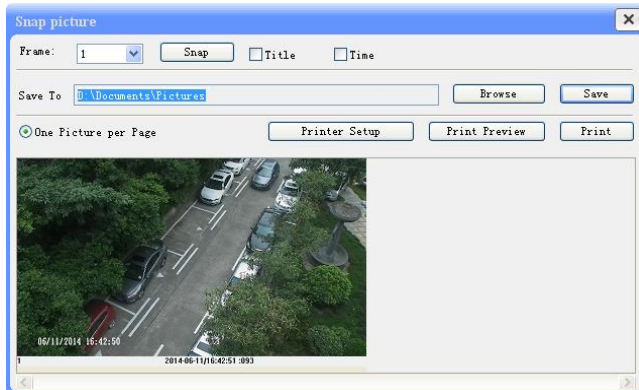 Snap picture
Frame: 1 Snap Title Time
Save To D:\Documents\Pictures Browse Save
One Picture per Page Printer Setup Print Preview Print
06/11/2014 16:42:50
1 2014-06-11/16:42:51 :093